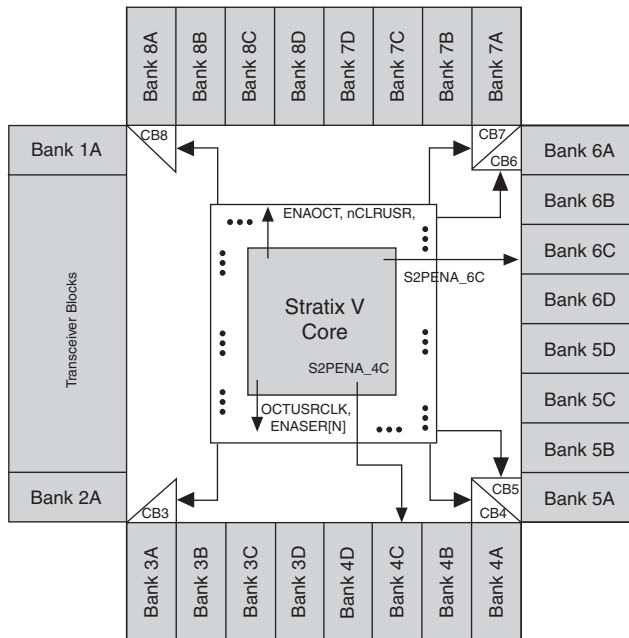 Bank 8A
Bank 8B
Bank 8C
Bank 8D
Bank 7D
Bank 7C
Bank 7B
Bank 7A
Bank 1A
CB8
CB7
CB6
Bank 6A
Bank 6B
Bank 6C
Bank 6D
Bank 5D
Bank 5C
Bank 5B
Bank 5A
Transceiver Blocks
ENAOCT, nCLRUSR,
S2PENA_6C
Stratix V
Core
S2PENA_4C
OCTUSRCLK,
ENASER[N]
Bank 2A
CB3
CB5
CB4
Bank 3A
Bank 3B
Bank 3C
Bank 3D
Bank 4D
Bank 4C
Bank 4B
Bank 4A